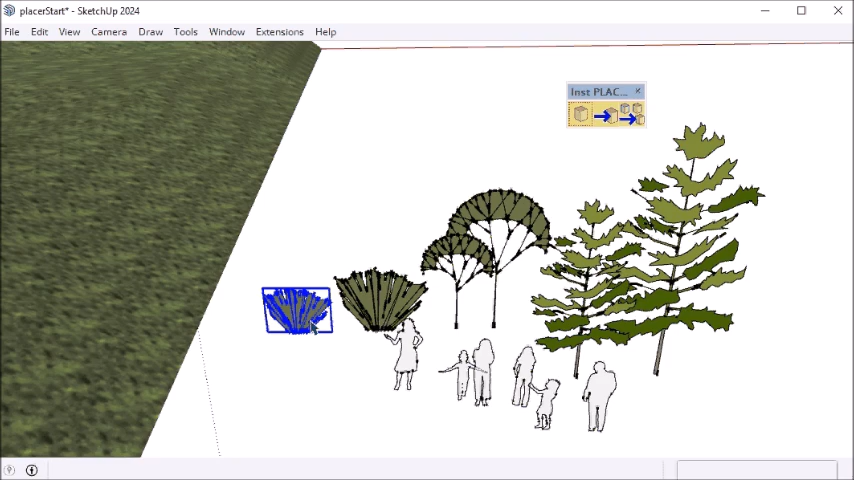 placerStart* - SketchUp 2024
File Edit View Camera Draw Tools Window Extensions Help
Inst PLAC...